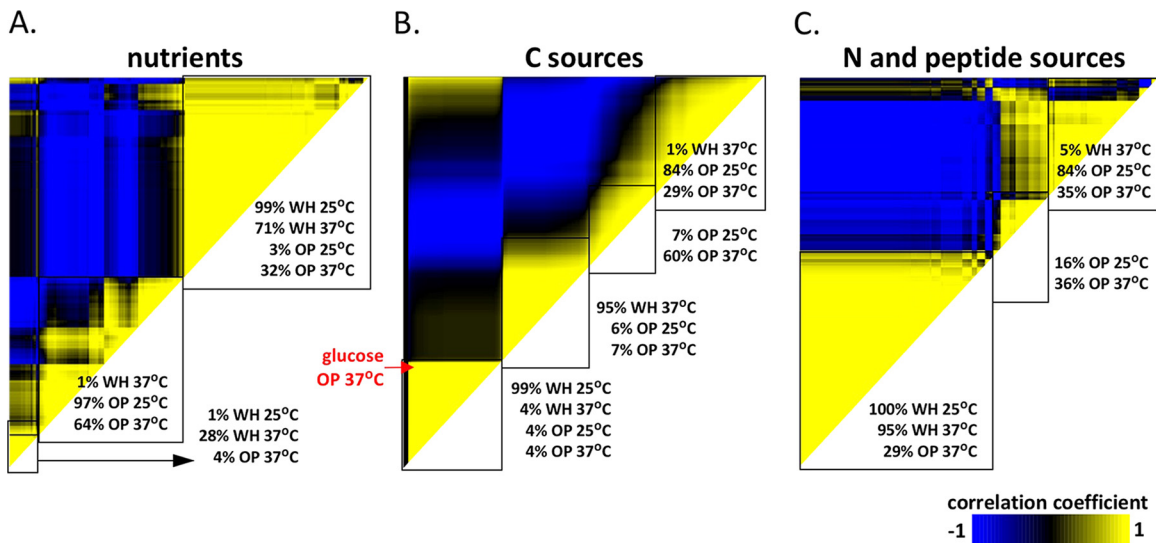 A.
nutrients
99% WH 25°C
71% WH 37°C
3% OP 25°C
32% OP 37°C
1% WH 37°C
97% OP 25°C
64% OP 37°C
1% WH 25°C
28% WH 37°C
4% OP 37°C
B.
C sources
1% WH 37°C
84% OP 25°C
29% OP 37°C
7% OP 25°C
60% OP 37°C
95% WH 37°C
6% OP 25°C
7% OP 37°C
glucose
OP 37°C
99% WH 25°C
4% WH 37°C
4% OP 25°C
4% OP 37°C
C.
N and peptide sources
5% WH 37°C
84% OP 25°C
35% OP 37°C
16% OP 25°C
36% OP 37°C
100% WH 25°C
95% WH 37°C
29% OP 37°C
correlation coefficient
-1 1